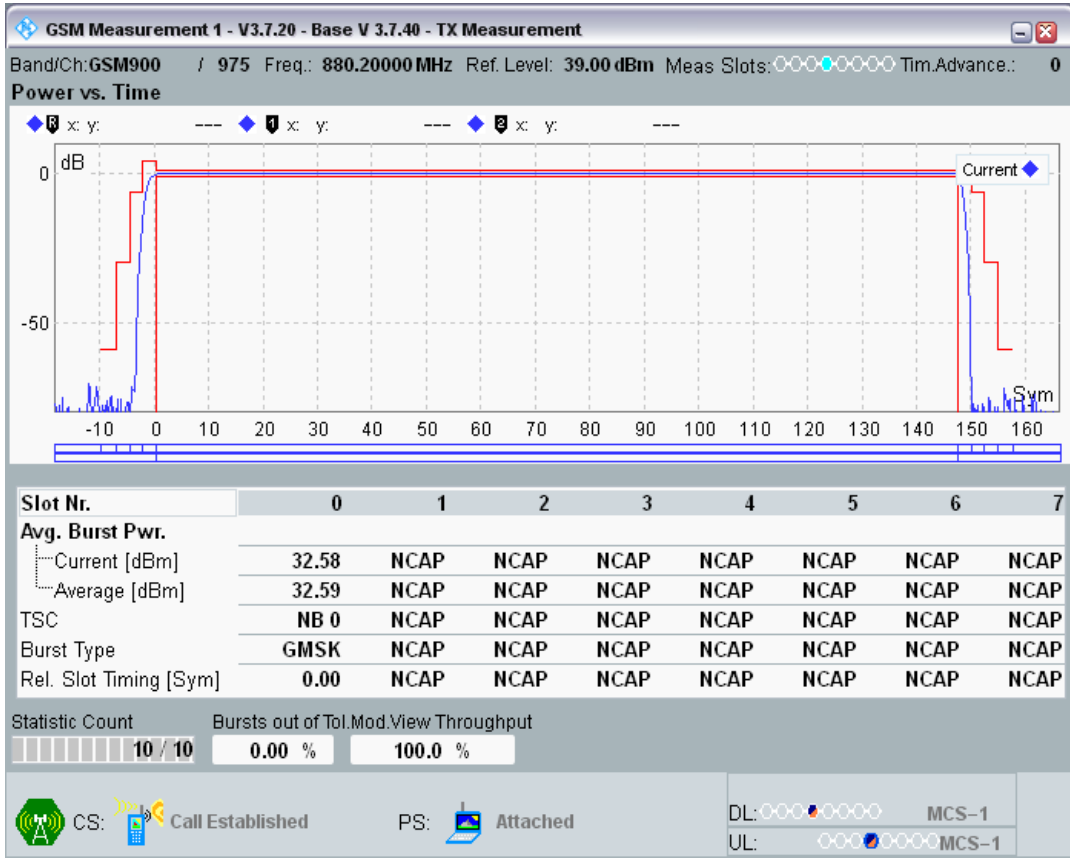 GSM Measurement 1 - V3.7.20 - Base V 3.7.40 - TX Measurement
Band/Ch:GSM900 / 975 Freq.: 880.20000 MHz Ref. Level: 39.00 dBm Meas Slots: Tim.Advance.: 0
Power vs. Time
R x: y: --- 1 x: y: --- 2 x: y: ---
dB
Current
0
-50
Sym
-10 0 10 20 30 40 50 60 70 80 90 100 110 120 130 140 150 160
Slot Nr. 0 1 2 3 4 5 6 7
Avg. Burst Pwr.
Current [dBm] 32.58 NCAP NCAP NCAP NCAP NCAP NCAP NCAP
Average [dBm] 32.59 NCAP NCAP NCAP NCAP NCAP NCAP NCAP
TSC NB 0 NCAP NCAP NCAP NCAP NCAP NCAP NCAP
Burst Type GMSK NCAP NCAP NCAP NCAP NCAP NCAP NCAP
Rel. Slot Timing [Sym] 0.00 NCAP NCAP NCAP NCAP NCAP NCAP NCAP
Statistic Count Bursts out of Tol.Mod.View Throughput
10 / 10 0.00 % 100.0 %
CS: Call Established PS: Attached
DL: MCS-1
UL: MCS-1